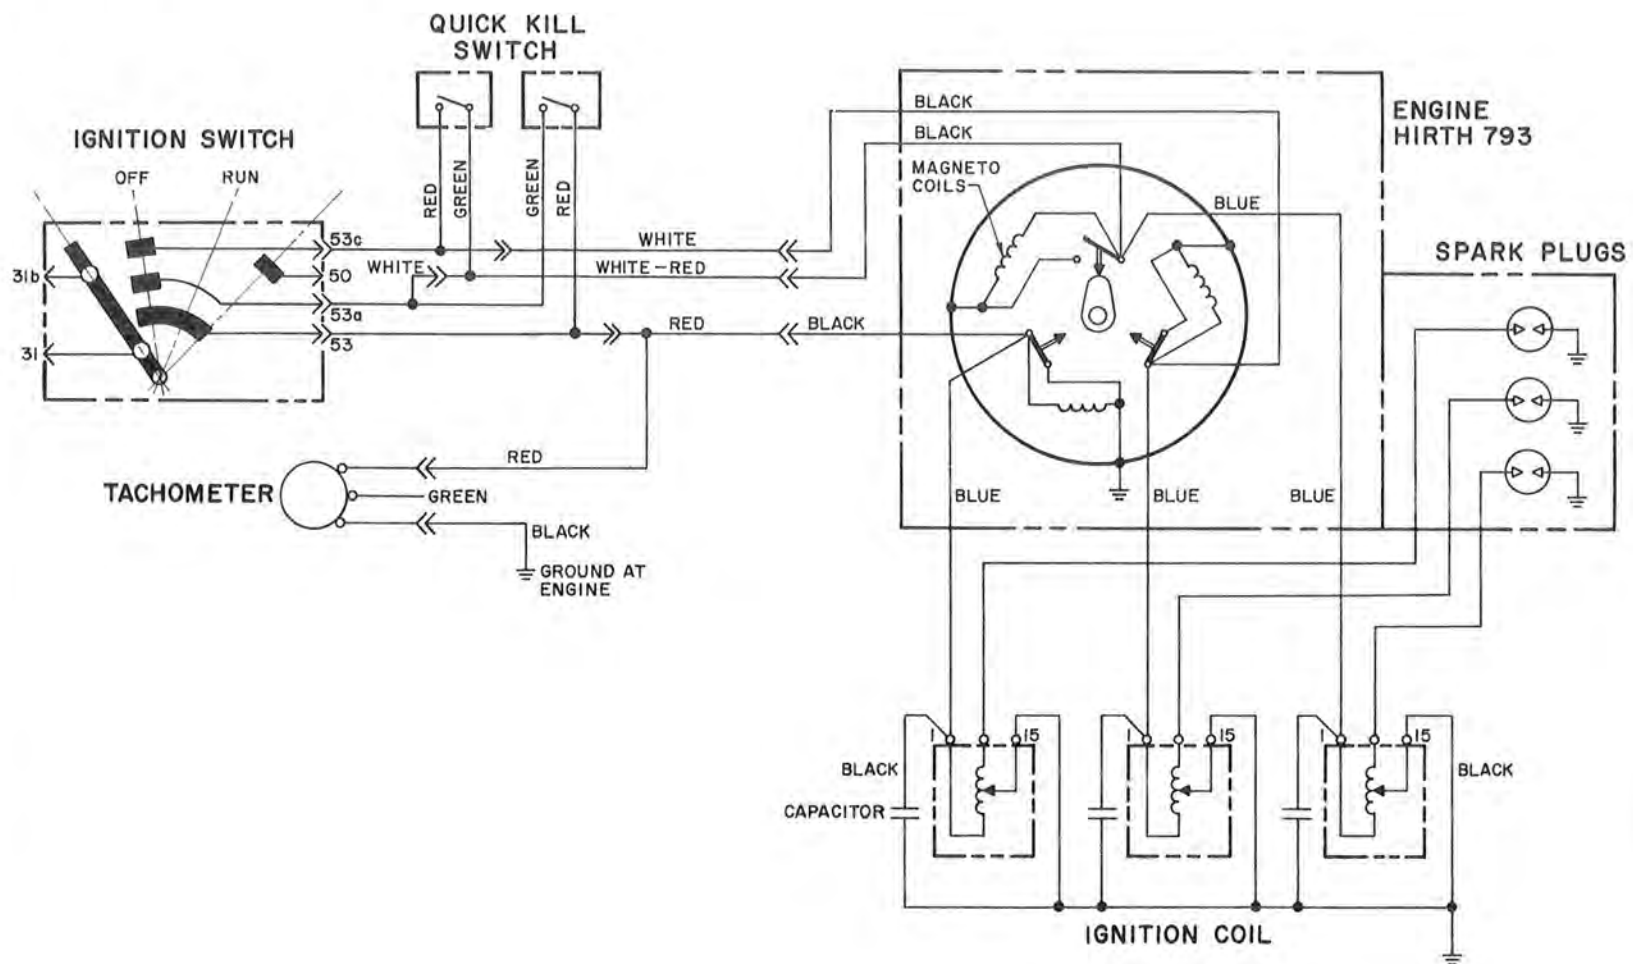 QUICK KILL
SWITCH
IGNITION SWITCH
OFF
RUN
RED
GREEN
GREEN
RED
53c
50
53a
53
31b
31
WHITE
WHITE
WHITE-RED
RED
BLACK
BLACK
BLACK
MAGNETO
COILS
BLUE
ENGINE
HIRTH 793
SPARK PLUGS
TACHOMETER
RED
GREEN
BLACK
GROUND AT
ENGINE
BLUE
BLUE
BLUE
1
15
1
15
1
15
BLACK
CAPACITOR
BLACK
IGNITION COIL